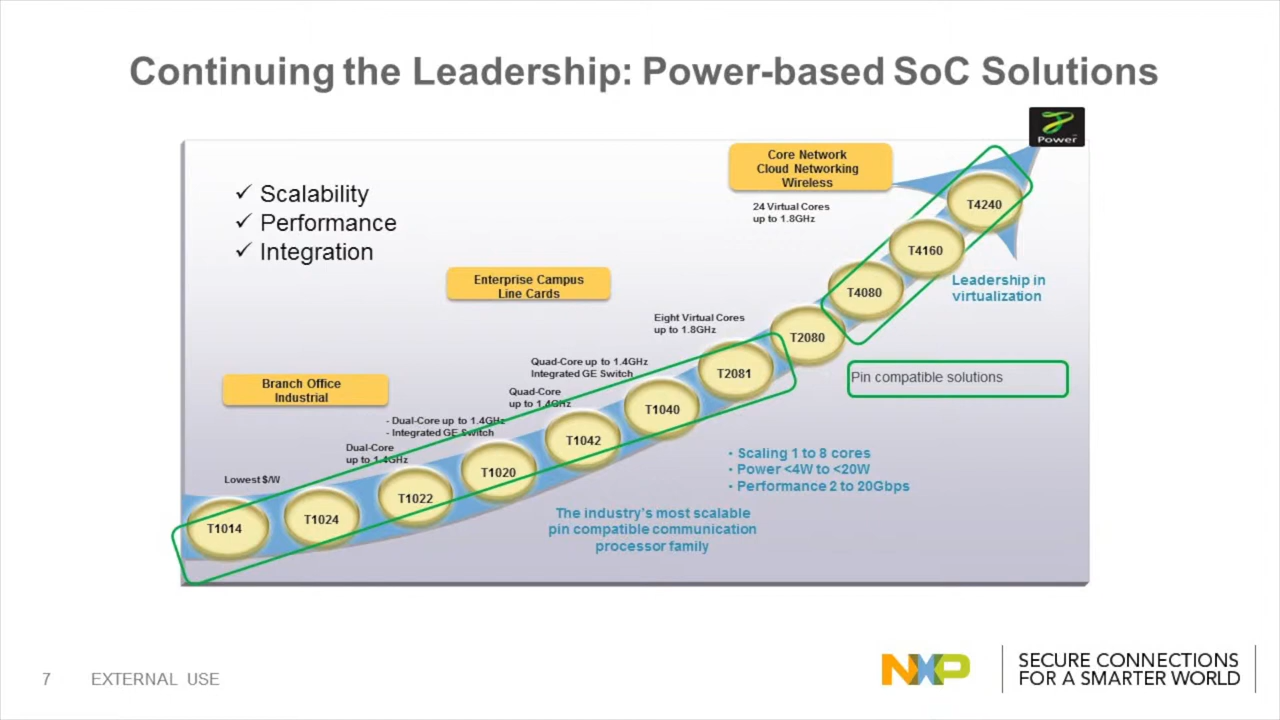 Continuing the Leadership: Power-based SoC Solutions
Power
✓ Scalability
✓ Performance
✓ Integration
Core Network
Cloud Networking
Wireless
24 Virtual Cores
up to 1.8GHz
T4240
T4160
T4080
Leadership in
virtualization
Enterprise Campus
Line Cards
Eight Virtual Cores
up to 1.8GHz
T2080
T2081
Pin compatible solutions
Quad-Core up to 1.4GHz
Integrated GE Switch
Branch Office
Industrial
Quad-Core
up to 1.4Ghz
T1040
- Dual-Core up to 1.4GHz
- Integrated GE Switch
T1042
Dual-Core
up to 1.4GHz
T1020
• Scaling 1 to 8 cores
• Power <4W to <20W
• Performance 2 to 20Gbps
Lowest $/W
T1022
T1024
T1014
The industry's most scalable
pin compatible communication
processor family
7 EXTERNAL USE
NXP
SECURE CONNECTIONS
FOR A SMARTER WORLD